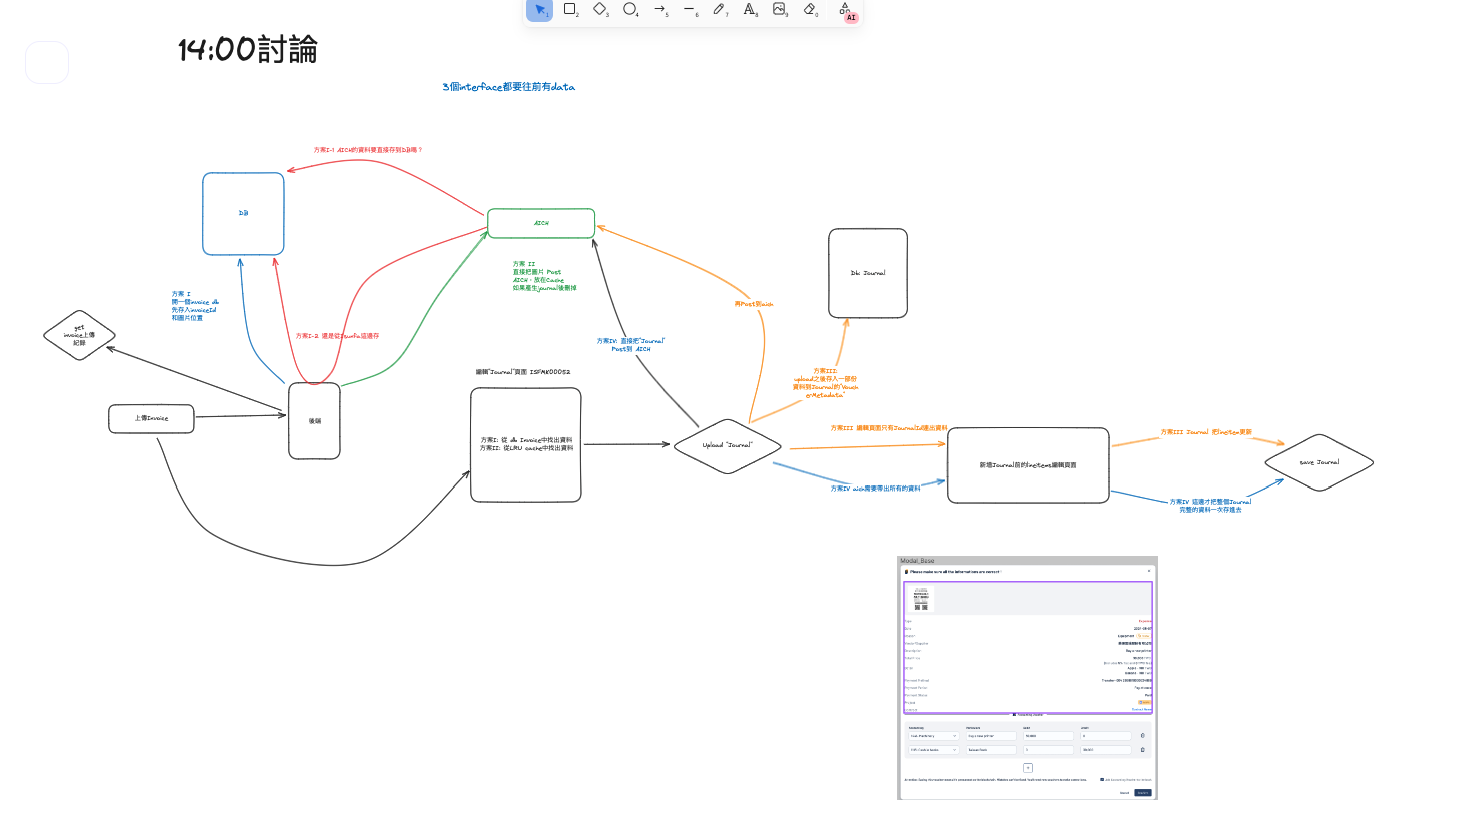 1
2
3
4
5
6
7
8
9
0
AI
14:00討論
3個interface都要往前有data
方案I-1 AICH的資料要直接存到DB嗎？
DB
AICH
方案 II
直接把圖片 Post
AICH，放在Cache
如果產生journal後刪掉
Db: Journal
方案 I
開一個invoice db
先存入invoiceId
和圖片位置
再Post到aich
get
invoice上傳
紀錄
方案I-2 還是從isunfa這邊存
方案IV: 直接把"Journal"
Post到 AICH
編輯"Journal"頁面 ISFMK00052
方案III:
upload之後存入一部份
資料到Journal的"Vouch
erMetadata"
上傳Invoice
後端
方案I: 從 db Invoice中找出資料
方案II: 從LRU cache中找出資料
Upload "Journal"
方案III 編輯頁面只有JournalId連出資料
方案III Journal 把lineItem更新
新增Journal前的lineItems編輯頁面
save Journal
方案IV aich需要帶出所有的資料
方案IV 這邊才把整個Journal
完整的資料一次存進去
Modal_Base
Please make sure all the informations are correct !
Buy a new printer
Paid